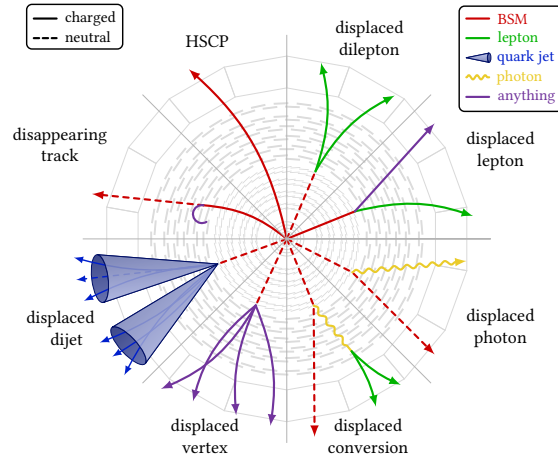 charged
neutral
HSCP
displaced
dilepton
BSM
lepton
quark jet
photon
anything
disappearing
track
displaced
lepton
displaced
dijet
displaced
photon
displaced
vertex
displaced
conversion